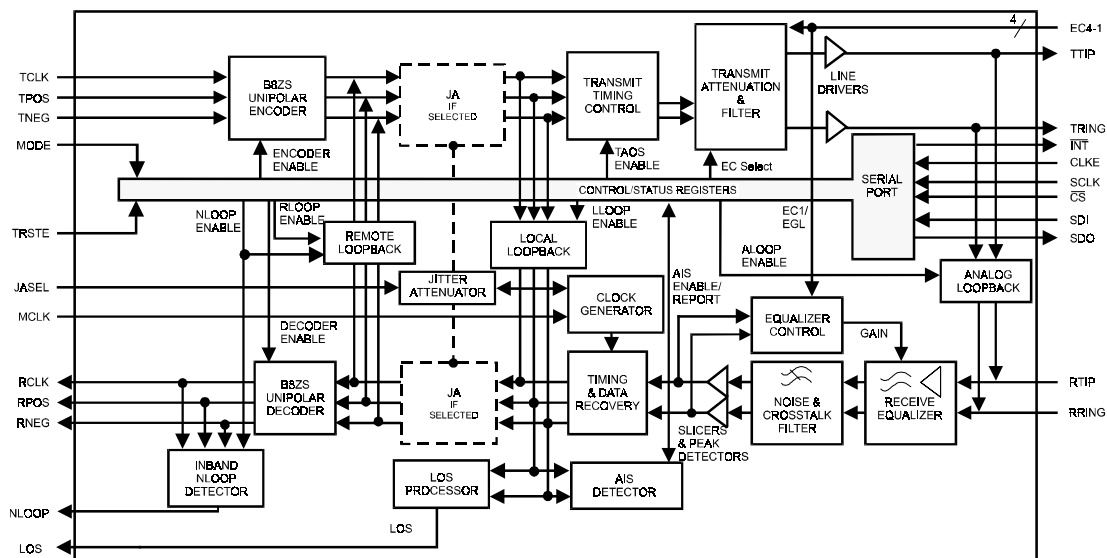 4
EC4-1
TTIP
LINE
DRIVERS
TCLK
TPOS
TNEG
B8ZS
UNIPOLAR
ENCODER
JA
IF
SELECTED
TRANSMIT
TIMING
CONTROL
TRANSMIT
ATTENUATION
&
FILTER
TRING
INT
CLKE
SCLK
CS
SDI
SDO
MODE
ENCODER
ENABLE
TAOS
ENABLE
EC Select
SERIAL
PORT
CONTROL/STATUS REGISTERS
TRSTE
NLOOP
ENABLE
RLOOP
ENABLE
REMOTE
LOOPBACK
LOCAL
LOOPBACK
LLOOP
ENABLE
EC1/
EGL
ALOOP
ENABLE
ANALOG
LOOPBACK
JASEL
JITTER
ATTENUATOR
CLOCK
GENERATOR
AIS
ENABLE/
REPORT
MCLK
EQUALIZER
CONTROL
GAIN
DECODER
ENABLE
RCLK
RPOS
RNEG
B8ZS
UNIPOLAR
DECODER
JA
IF
SELECTED
TIMING
& DATA
RECOVERY
SLICERS
& PEAK
DETECTORS
NOISE &
CROSSTALK
FILTER
RECEIVE
EQUALIZER
RTIP
RRING
INBAND
NLOOP
DETECTOR
LOS
PROCESSOR
AIS
DETECTOR
NLOOP
LOS
LOS